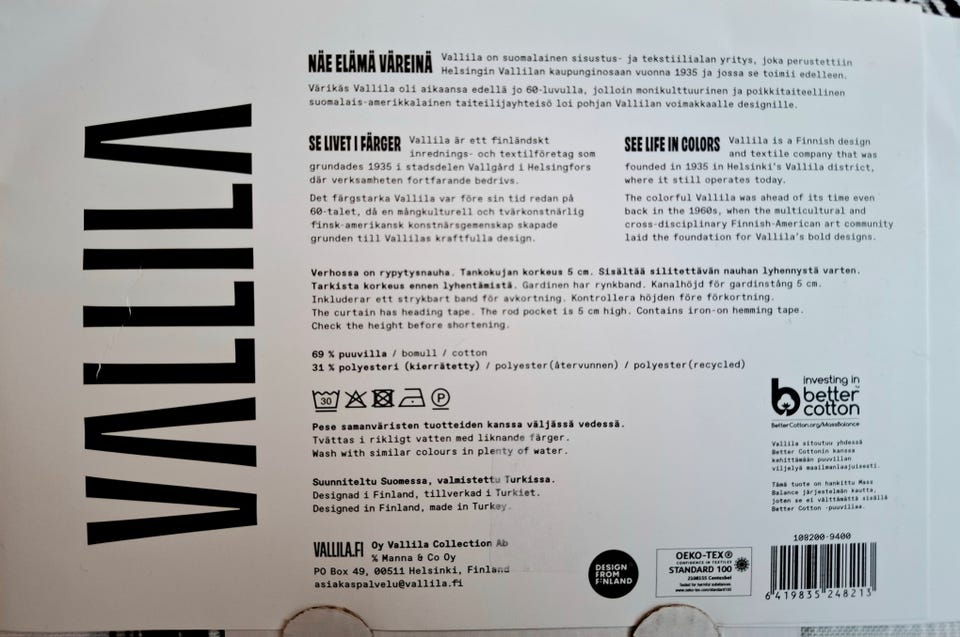 VALLILA
NÄE ELÄMÄ VÄREINÄ Vallila on suomalainen sisustus- ja tekstiilialan yritys, joka perustettiin
Helsingin Vallilan kaupunginosaan vuonna 1935 ja jossa se toimii edelleen.
Värikäs Vallila oli aikaansa edellä jo 60-luvulla, jolloin monikulttuurinen ja poikkitaiteellinen
suomalais-amerikkalainen taiteilijayhteisö loi pohjan Vallilan voimakkaalle designille.
SE LIVET I FÄRGER Vallila är ett finländskt
inrednings- och textilföretag som
grundades 1935 i stadsdelen Vallgård i Helsingfors
där verksamheten fortfarande bedrivs.
Det färgstarka Vallila var före sin tid redan på
60-talet, då en mångkulturell och tvärkonstnärlig
finsk-amerikansk konstnärsgemenskap skapade
grunden till Vallilas kraftfulla design.
SEE LIFE IN COLORS Vallila is a Finnish design
and textile company that was
founded in 1935 in Helsinki's Vallila district,
where it still operates today.
The colorful Vallila was ahead of its time even
back in the 1960s, when the multicultural and
cross-disciplinary Finnish-American art community
laid the foundation for Vallila's bold designs.
Verhossa on rypytysnauha. Tankokujan korkeus 5 cm. Sisältää silitettävän nauhan lyhennystä varten.
Tarkista korkeus ennen lyhentämistä. Gardinen har rynkband. Kanalhöjd för gardinstång 5 cm.
Inkluderar ett strykbart band för avkortning. Kontrollera höjden före förkortning.
The curtain has heading tape. The rod pocket is 5 cm high. Contains iron-on hemming tape.
Check the height before shortening.
69 % puuvilla / bomull / cotton
31 % polyesteri (kierrätetty) / polyester(återvunnen) / polyester(recycled)
30 P
Pese samanväristen tuotteiden kanssa väljässä vedessä.
Tvättas i rikligt vatten med liknande färger.
Wash with similar colours in plenty of water.
Suunniteltu Suomessa, valmistettu Turkissa.
Designad i Finland, tillverkad i Turkiet.
Designed in Finland, made in Turkey.
VALLILA.FI Oy Vallila Collection Ab
% Manna & Co Oy
PO Box 49, 00511 Helsinki, Finland
asiakaspalvelu@vallila.fi
DESIGN
FROM
FINLAND
OEKO-TEX®
CONFIDENCE IN TEXTILES
STANDARD 100
2108155 Centexbel
Tested for harmful substances
www.oeko-tex.com/standard100
investing in
better
cotton
TM
BetterCotton.org/MassBalance
Vallila sitoutuu yhdessä
Better Cottonin kanssa
kehittämään puuvillan
viljelyä maailmanlaajuisesti.
Tämä tuote on hankittu Mass
Balance järjestelmän kautta,
joten se ei välttämättä sisällä
Better Cotton -puuvillaa.
108200-9400
6 419835 248213